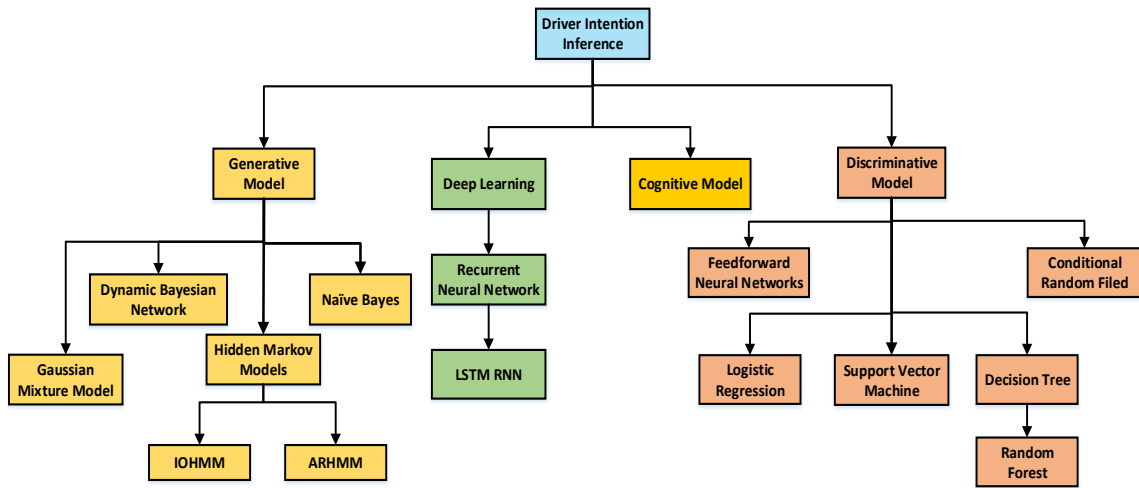 Driver Intention
Inference
Generative
Model
Deep Learning
Cognitive Model
Discriminative
Model
Dynamic Bayesian
Network
Naïve Bayes
Recurrent
Neural Network
Feedforward
Neural Networks
Conditional
Random Filed
Gaussian
Mixture Model
Hidden Markov
Models
LSTM RNN
Logistic
Regression
Support Vector
Machine
Decision Tree
IOHMM
ARHMM
Random
Forest